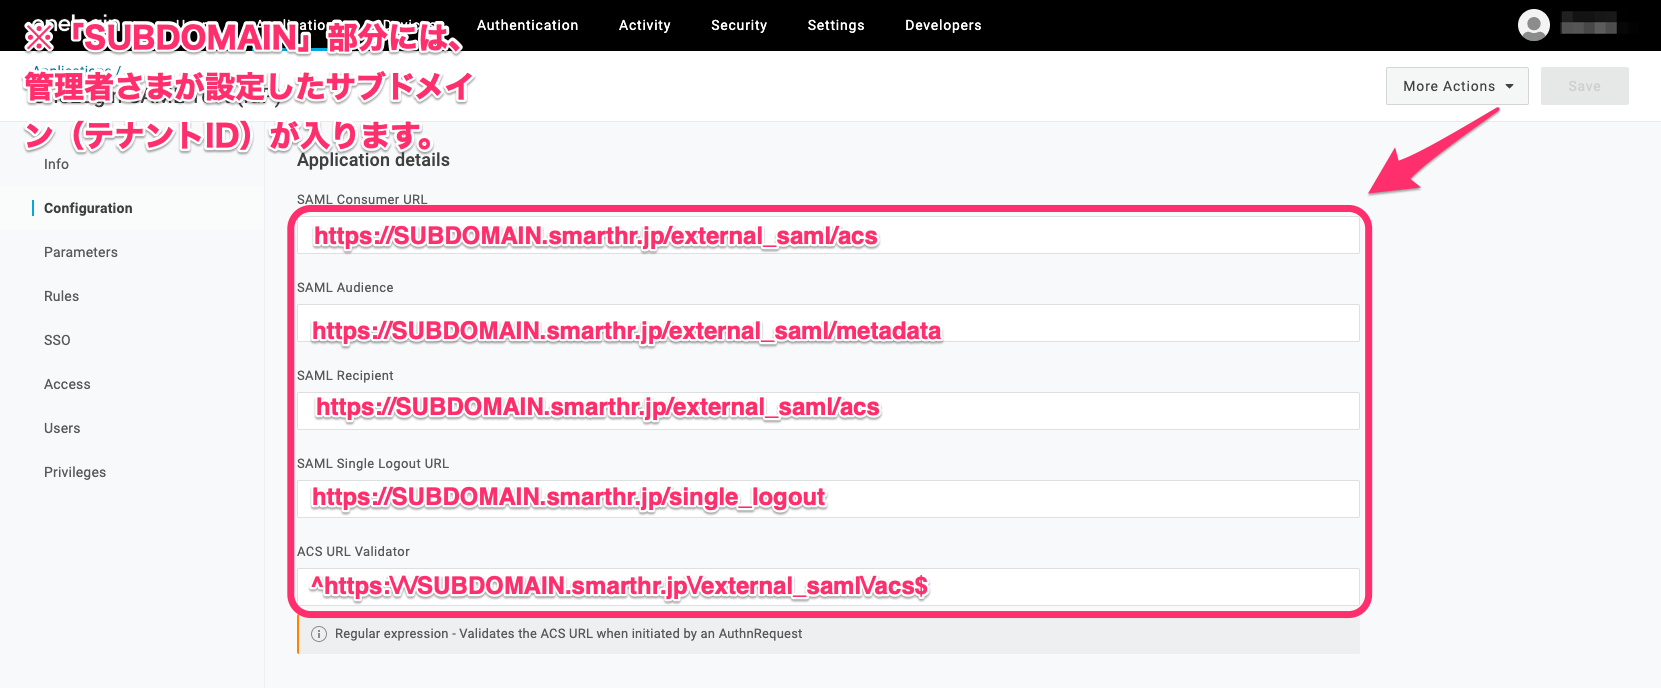 Authentication Activity Security Settings Developers
※「SUBDOMAIN」部分には、
管理者さまが設定したサブドメイ
ン（テナントID）が入ります。
Applications /
More Actions
Save
Info
Configuration
Parameters
Rules
SSO
Access
Users
Privileges
Application details
SAML Consumer URL
https://SUBDOMAIN.smarthr.jp/external_saml/acs
SAML Audience
https://SUBDOMAIN.smarthr.jp/external_saml/metadata
SAML Recipient
https://SUBDOMAIN.smarthr.jp/external_saml/acs
SAML Single Logout URL
https://SUBDOMAIN.smarthr.jp/single_logout
ACS URL Validator
^https:\/\/SUBDOMAIN.smarthr.jp\/external_saml\/acs$
Regular expression - Validates the ACS URL when initiated by an AuthnRequest